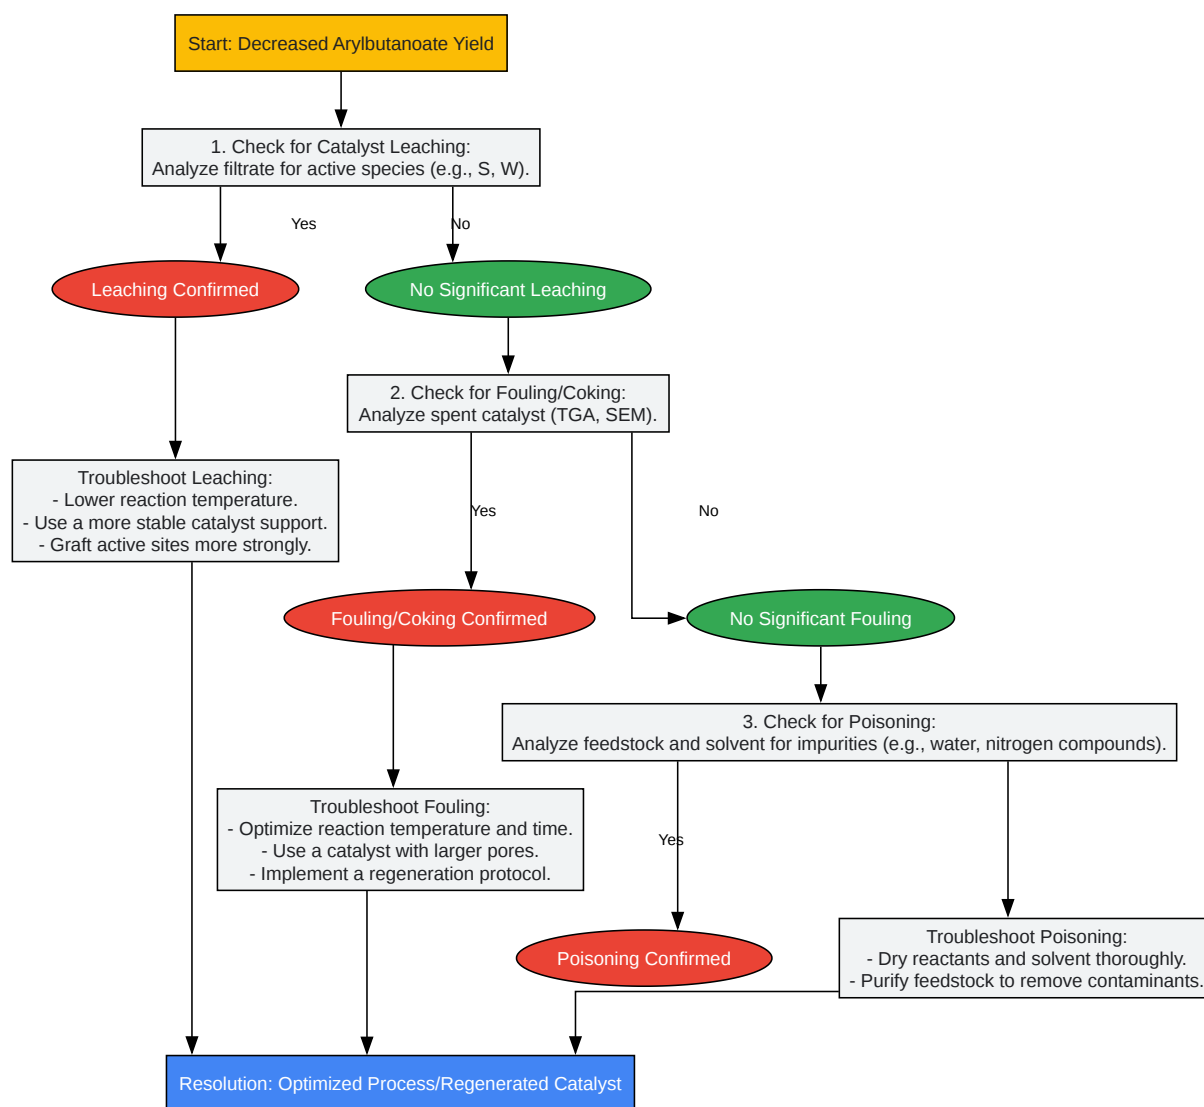 Start: Decreased Arylbutanoate Yield
1. Check for Catalyst Leaching:
Analyze filtrate for active species (e.g., S, W).
Yes
No
Leaching Confirmed
No Significant Leaching
2. Check for Fouling/Coking:
Analyze spent catalyst (TGA, SEM).
Troubleshoot Leaching:
- Lower reaction temperature.
- Use a more stable catalyst support.
- Graft active sites more strongly.
Yes
No
Fouling/Coking Confirmed
No Significant Fouling
3. Check for Poisoning:
Analyze feedstock and solvent for impurities (e.g., water, nitrogen compounds).
Troubleshoot Fouling:
- Optimize reaction temperature and time.
- Use a catalyst with larger pores.
- Implement a regeneration protocol.
Yes
Poisoning Confirmed
Troubleshoot Poisoning:
- Dry reactants and solvent thoroughly.
- Purify feedstock to remove contaminants.
Resolution: Optimized Process/Regenerated Catalyst